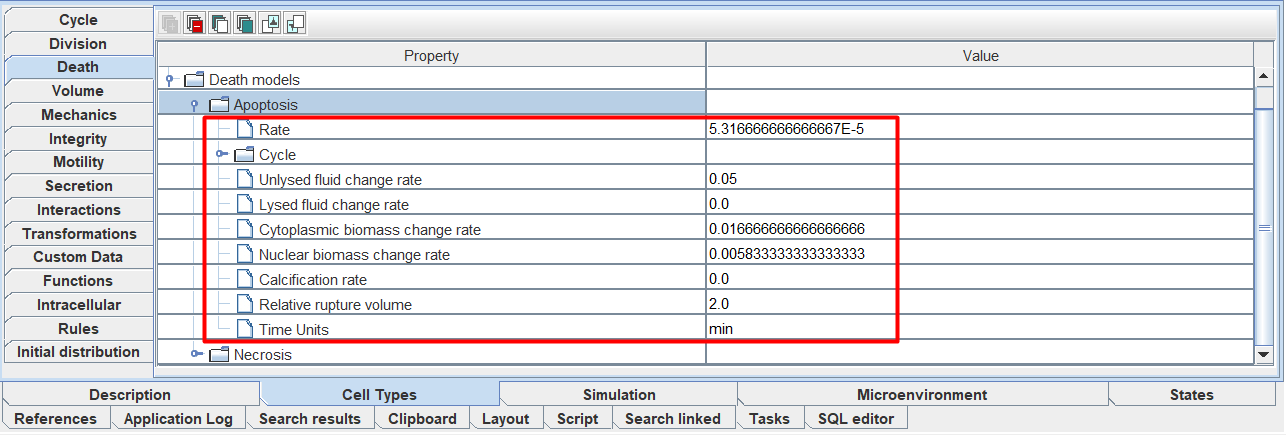 Cycle
Division
Death
Volume
Mechanics
Integrity
Motility
Secretion
Interactions
Transformations
Custom Data
Functions
Intracellular
Rules
Initial distribution
Property Value
Death models
Apoptosis
Rate 5.316666666666667E-5
Cycle
Unlysed fluid change rate 0.05
Lysed fluid change rate 0.0
Cytoplasmic biomass change rate 0.016666666666666666
Nuclear biomass change rate 0.005833333333333333
Calcification rate 0.0
Relative rupture volume 2.0
Time Units min
Necrosis
Description Cell Types Simulation Microenvironment States
References Application Log Search results Clipboard Layout Script Search linked Tasks SQL editor